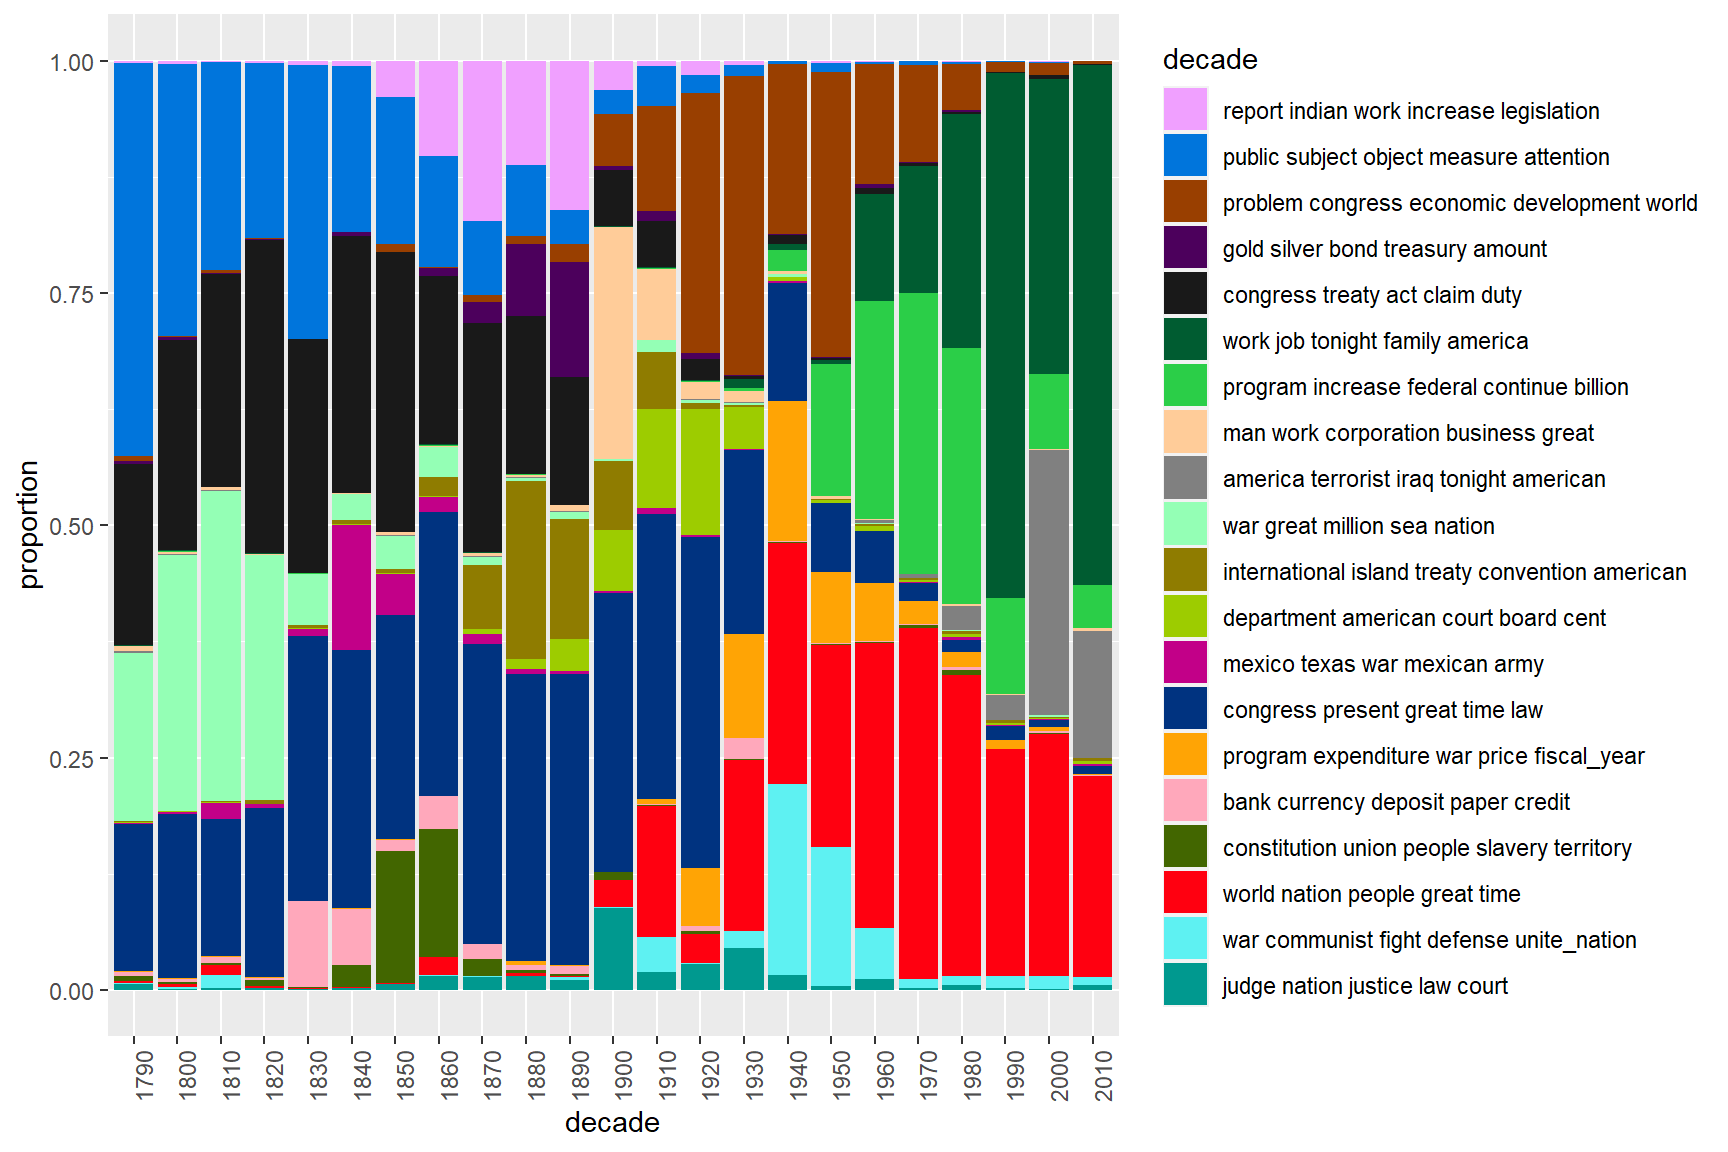 1.00
0.75
0.50
0.25
0.00
proportion
1790
1800
1810
1820
1830
1840
1850
1860
1870
1880
1890
1900
1910
1920
1930
1940
1950
1960
1970
1980
1990
2000
2010
decade
decade
report indian work increase legislation
public subject object measure attention
problem congress economic development world
gold silver bond treasury amount
congress treaty act claim duty
work job tonight family america
program increase federal continue billion
man work corporation business great
america terrorist iraq tonight american
war great million sea nation
international island treaty convention american
department american court board cent
mexico texas war mexican army
congress present great time law
program expenditure war price fiscal_year
bank currency deposit paper credit
constitution union people slavery territory
world nation people great time
war communist fight defense unite_nation
judge nation justice law court